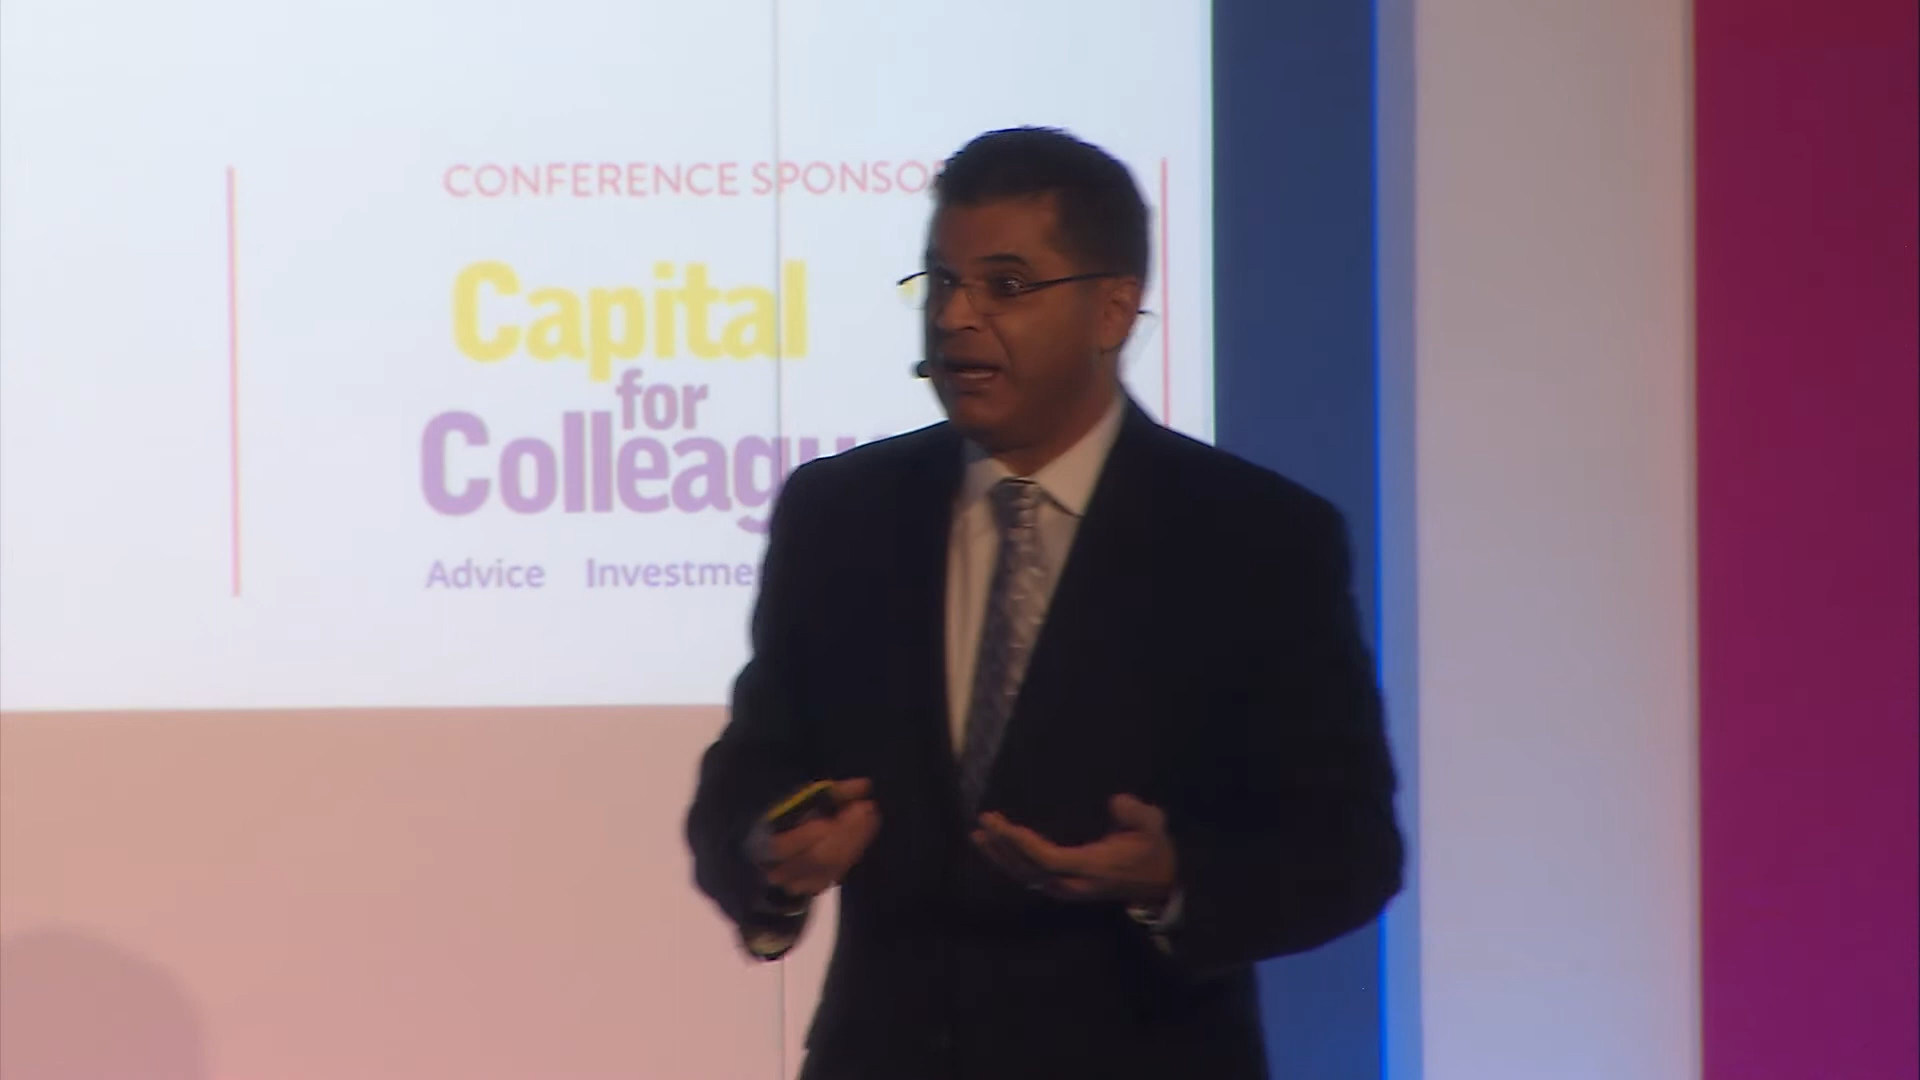 CONFERENCE SPONSO
Capital
for
Colleagu
Advice Investme